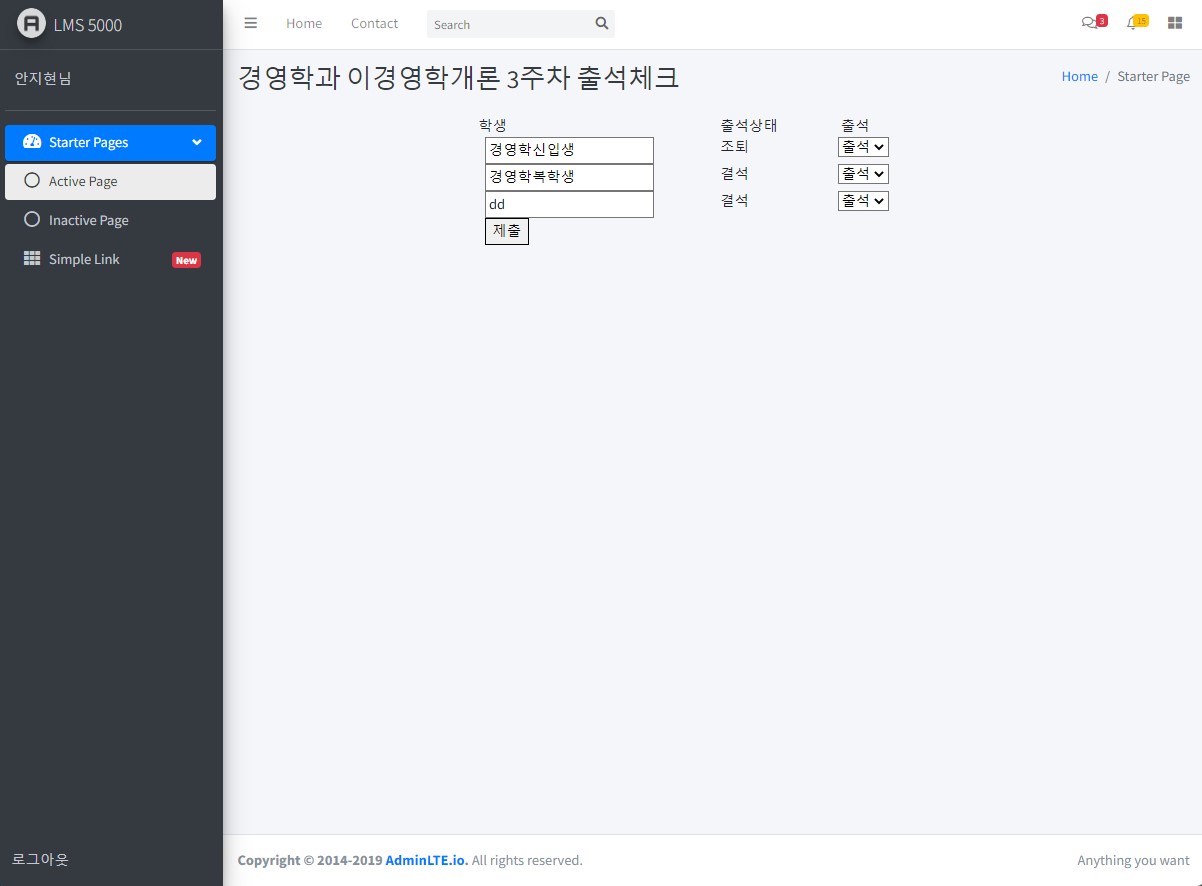 LMS 5000
Home Contact Search 3 15
안지현님
경영학과 이경영학개론 3주차 출석체크
Home / Starter Page
Starter Pages
Active Page
Inactive Page
Simple Link New
학생 출석상태 출석
경영학신입생 조퇴 출석
경영학복학생 결석 출석
dd 결석 출석
제출
로그아웃
Copyright © 2014-2019 AdminLTE.io. All rights reserved.
Anything you want